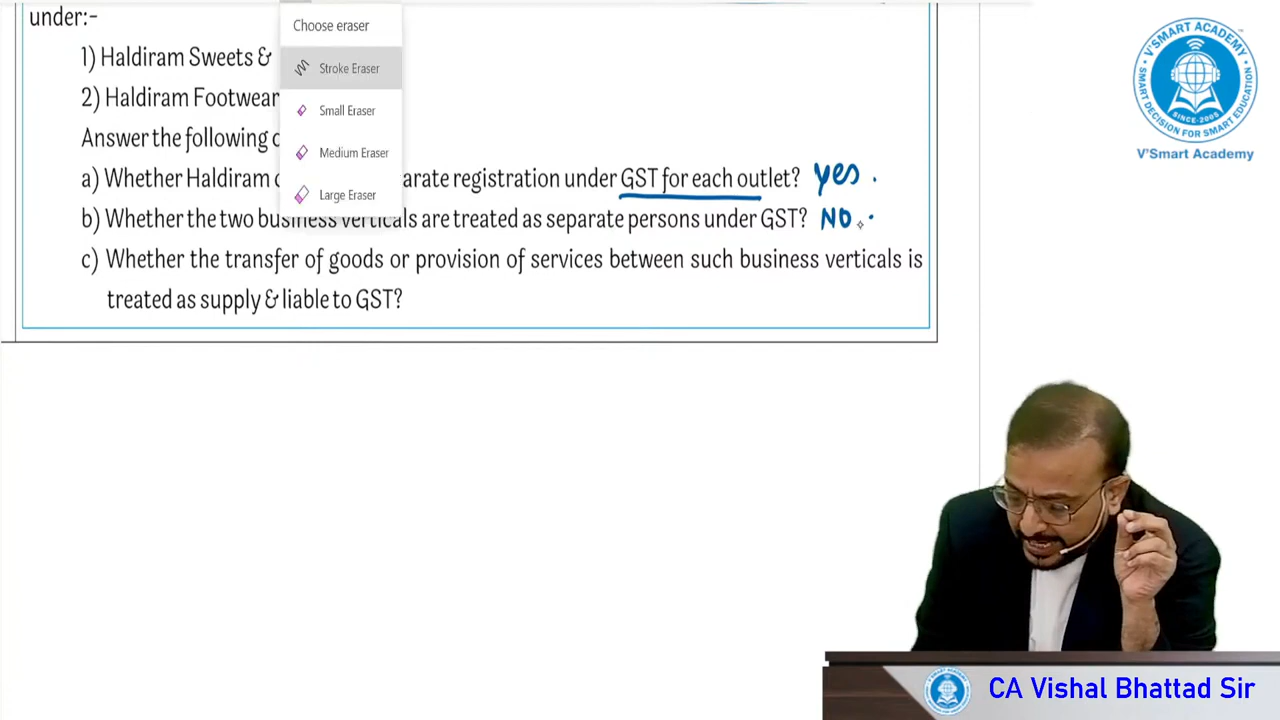 under:-
1) Haldiram Sweets &
2) Haldiram Footwear
Answer the following
a) Whether Haldiram arate registration under GST for each outlet? Yes.
b) Whether the two business verticals are treated as separate persons under GST? NO.
c) Whether the transfer of goods or provision of services between such business verticals is
treated as supply & liable to GST?
Choose eraser
Stroke Eraser
Small Eraser
Medium Eraser
Large Eraser
V'SMART ACADEMY
SINCE-2005
SMART DECISION FOR SMART EDUCATION
V'Smart Academy
CA Vishal Bhattad Sir